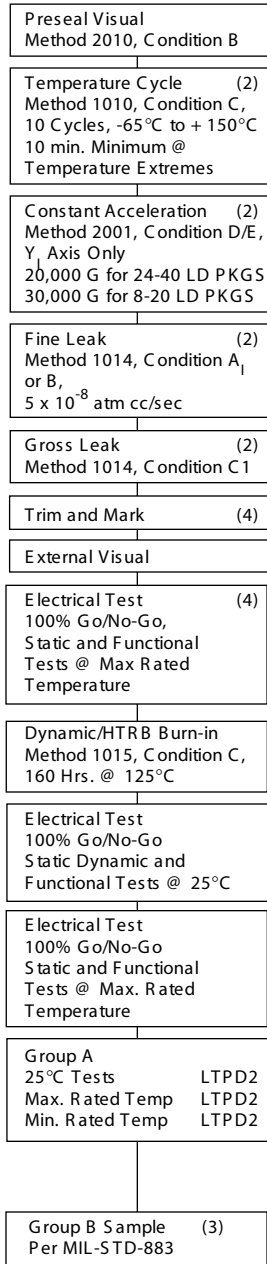 Preseal Visual
Method 2010, Condition B
Temperature Cycle (2)
Method 1010, Condition C,
10 Cycles, -65°C to + 150°C
10 min. Minimum @
Temperature Extremes
Constant Acceleration (2)
Method 2001, Condition D/E,
Y₁ Axis Only
20,000 G for 24-40 LD PKGS
30,000 G for 8-20 LD PKGS
Fine Leak (2)
Method 1014, Condition A₁
or B,
5 x 10⁻⁸ atm cc/sec
Gross Leak (2)
Method 1014, Condition C1
Trim and Mark (4)
External Visual
Electrical Test (4)
100% Go/No-Go,
Static and Functional
Tests @ Max Rated
Temperature
Dynamic/HTRB Burn-in
Method 1015, Condition C,
160 Hrs. @ 125°C
Electrical Test
100% Go/No-Go
Static Dynamic and
Functional Tests @ 25°C
Electrical Test
100% Go/No-Go
Static and Functional
Tests @ Max. Rated
Temperature
Group A
25°C Tests LTPD2
Max. Rated Temp LTPD2
Min. Rated Temp LTPD2
Group B Sample (3)
Per MIL-STD-883